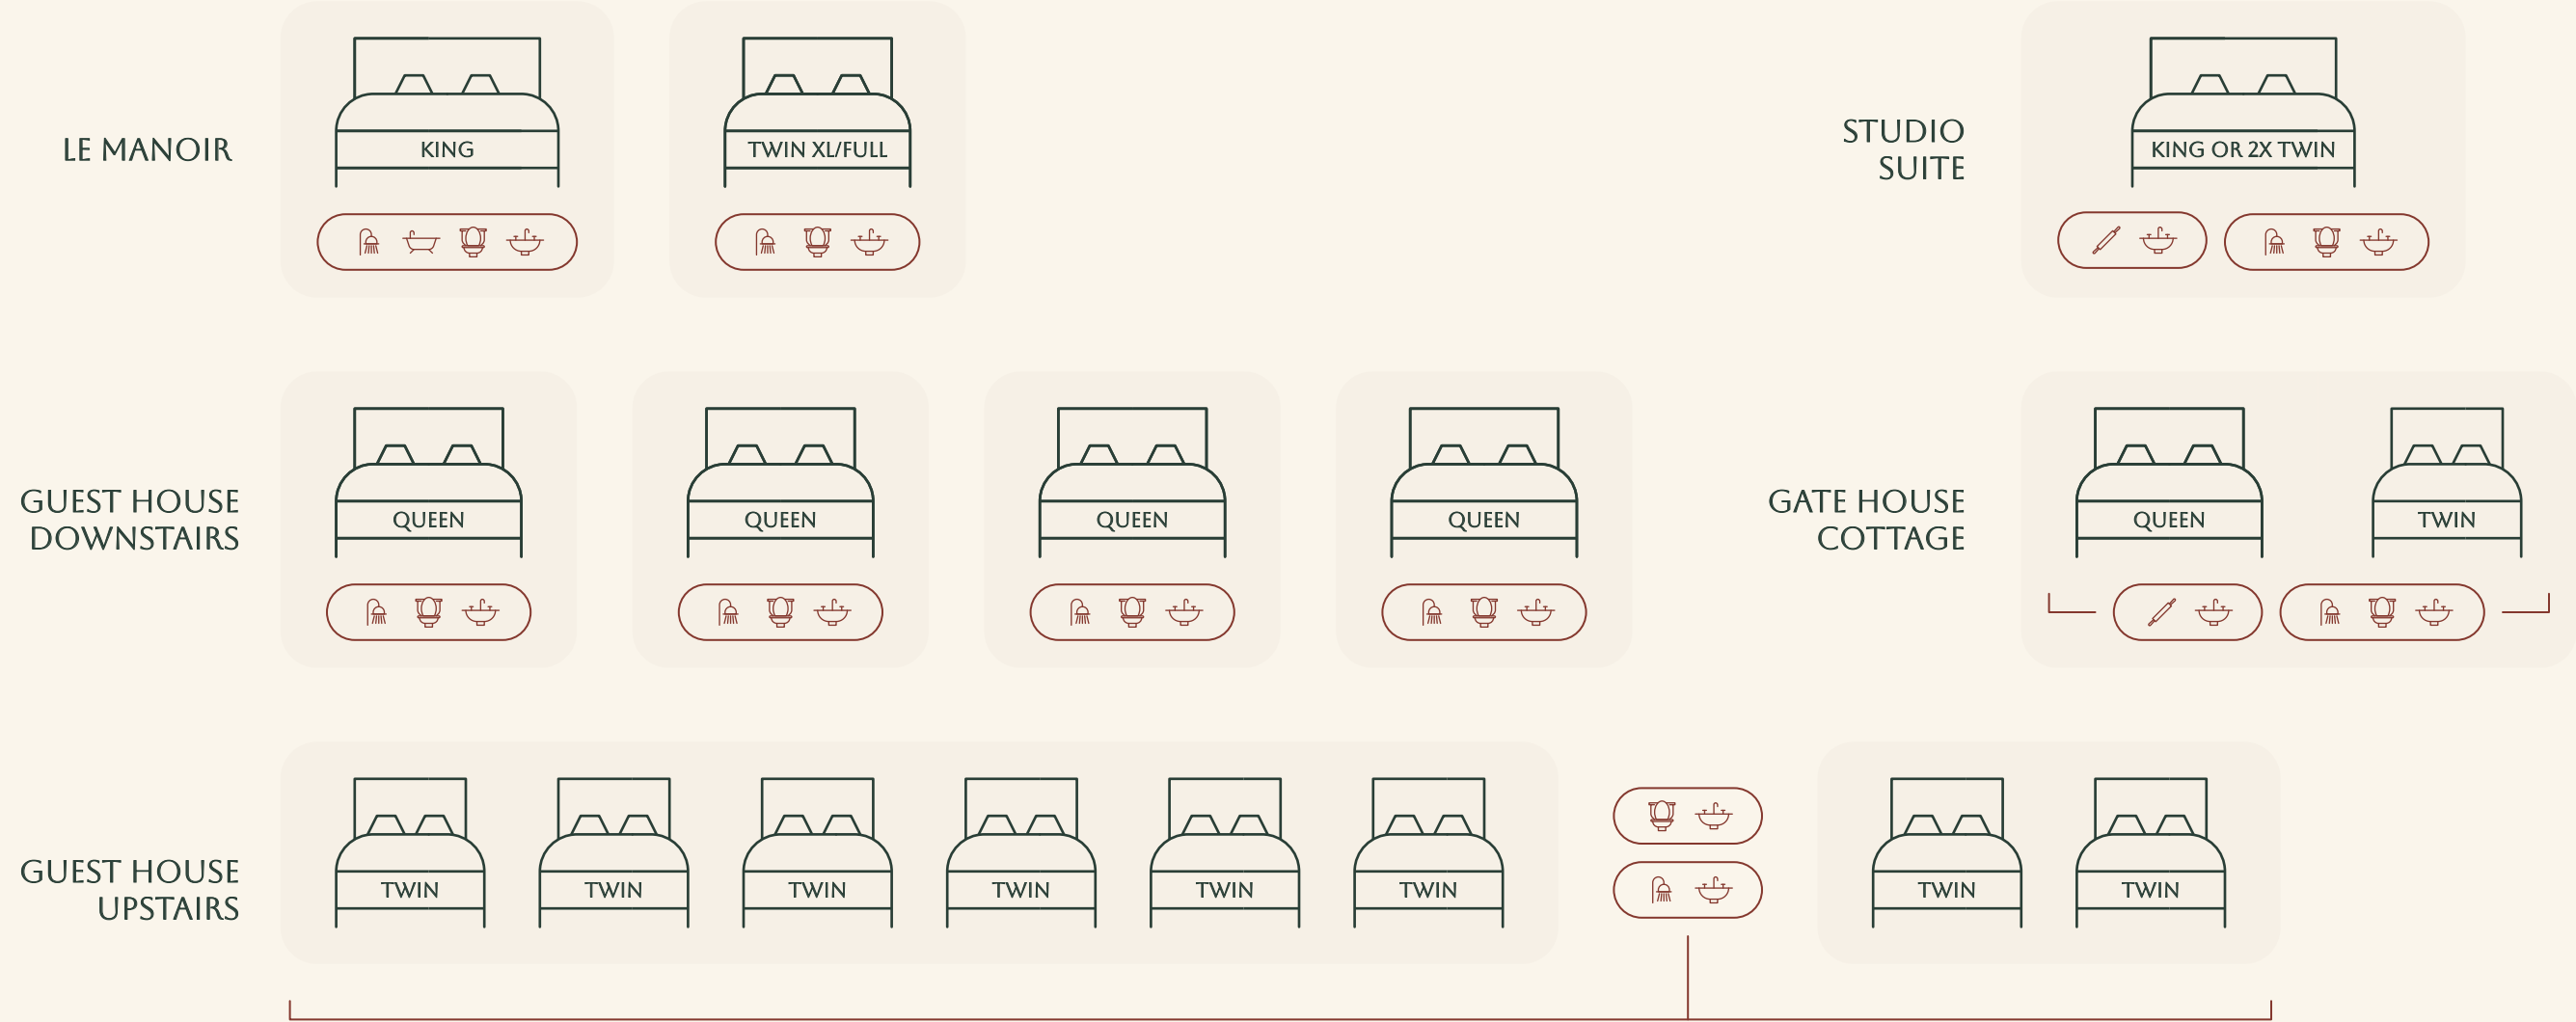 LE MANOIR
KING
TWIN XL/FULL
STUDIO
SUITE
KING OR 2X TWIN
GUEST HOUSE
DOWNSTAIRS
QUEEN
QUEEN
QUEEN
QUEEN
GATE HOUSE
COTTAGE
QUEEN
TWIN
GUEST HOUSE
UPSTAIRS
TWIN
TWIN
TWIN
TWIN
TWIN
TWIN
TWIN
TWIN